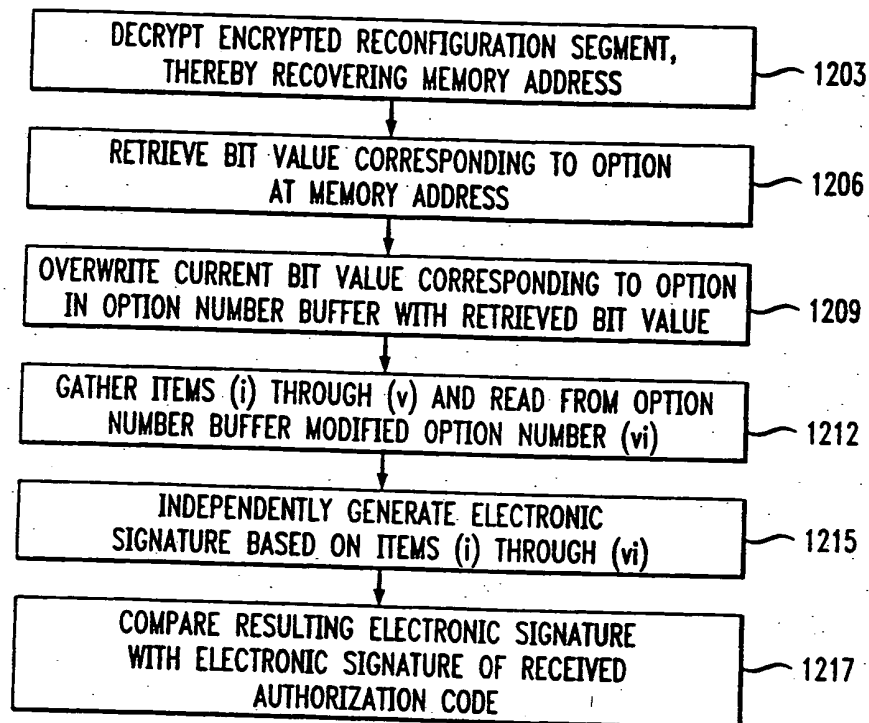 DECRYPT ENCRYPTED RECONFIGURATION SEGMENT,
THEREBY RECOVERING MEMORY ADDRESS
1203
RETRIEVE BIT VALUE CORRESPONDING TO OPTION
AT MEMORY ADDRESS
1206
OVERWRITE CURRENT BIT VALUE CORRESPONDING TO OPTION
IN OPTION NUMBER BUFFER WITH RETRIEVED BIT VALUE
1209
GATHER ITEMS (i) THROUGH (v) AND READ FROM OPTION
NUMBER BUFFER MODIFIED OPTION NUMBER (vi)
1212
INDEPENDENTLY GENERATE ELECTRONIC
SIGNATURE BASED ON ITEMS (i) THROUGH (vi)
1215
COMPARE RESULTING ELECTRONIC SIGNATURE
WITH ELECTRONIC SIGNATURE OF RECEIVED
AUTHORIZATION CODE
1217